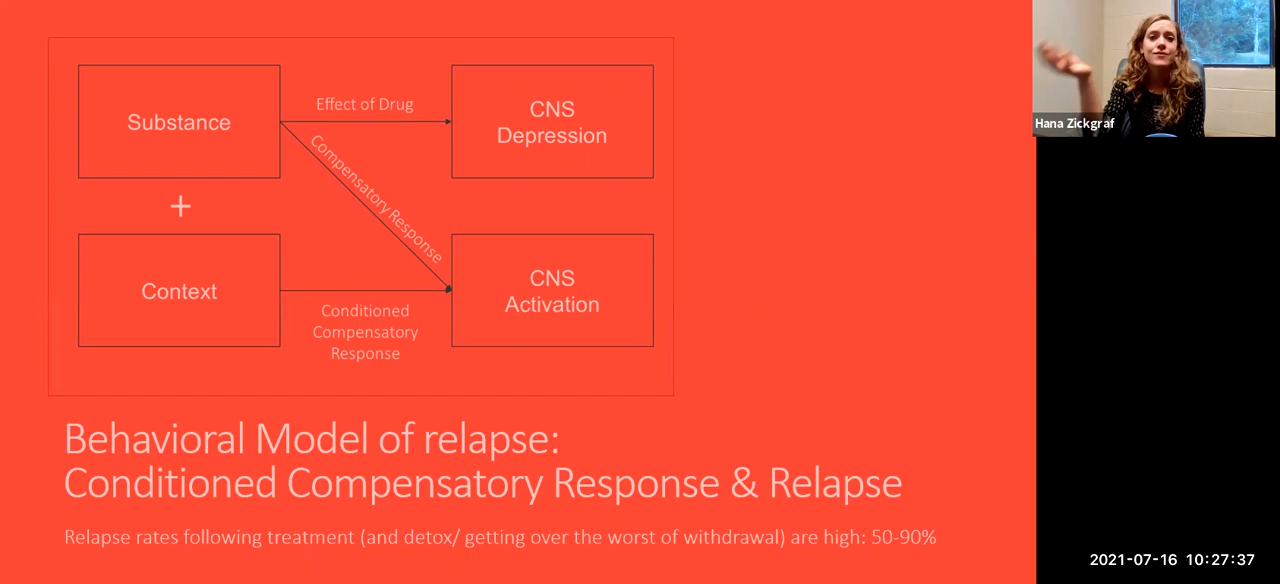 Substance
Effect of Drug
CNS
Depression
Compensatory Response
+
Context
Conditioned
Compensatory
Response
CNS
Activation
Behavioral Model of relapse:
Conditioned Compensatory Response & Relapse
Relapse rates following treatment (and detox/ getting over the worst of withdrawal) are high: 50-90%
Hana Zickgraf
2021-07-16 10:27:37